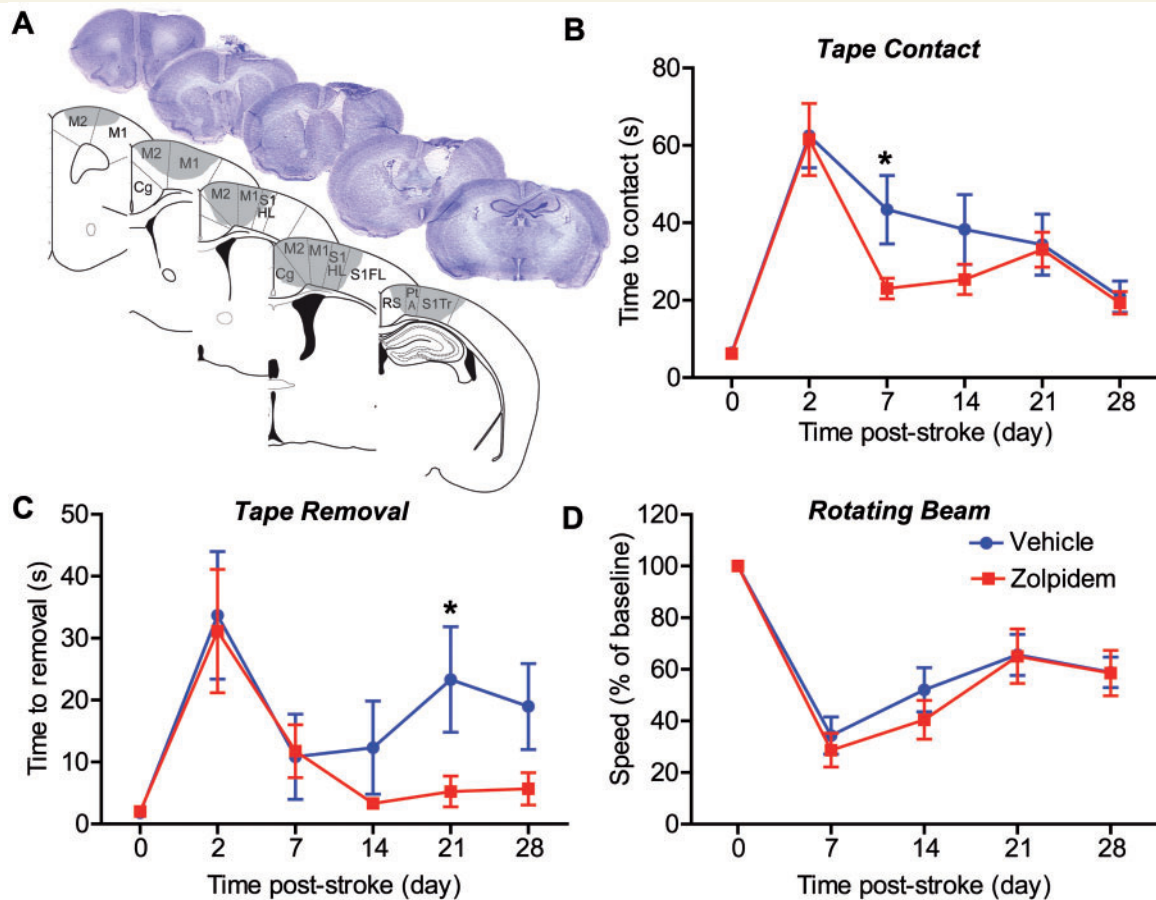 A
M2
M1
M2
M1
Cg
M2
M1
S1
HL
M2
M1
S1
HL
Cg
S1FL
RS
Pt
A
S1Tr
B
Tape Contact
Time to contact (s)
80
60
40
20
0
*
0 2 7 14 21 28
Time post-stroke (day)
C
Tape Removal
Time to removal (s)
50
40
30
20
10
0
*
0 2 7 14 21 28
Time post-stroke (day)
D
Rotating Beam
Speed (% of baseline)
120
100
80
60
40
20
0
Vehicle
Zolpidem
0 7 14 21 28
Time post-stroke (day)